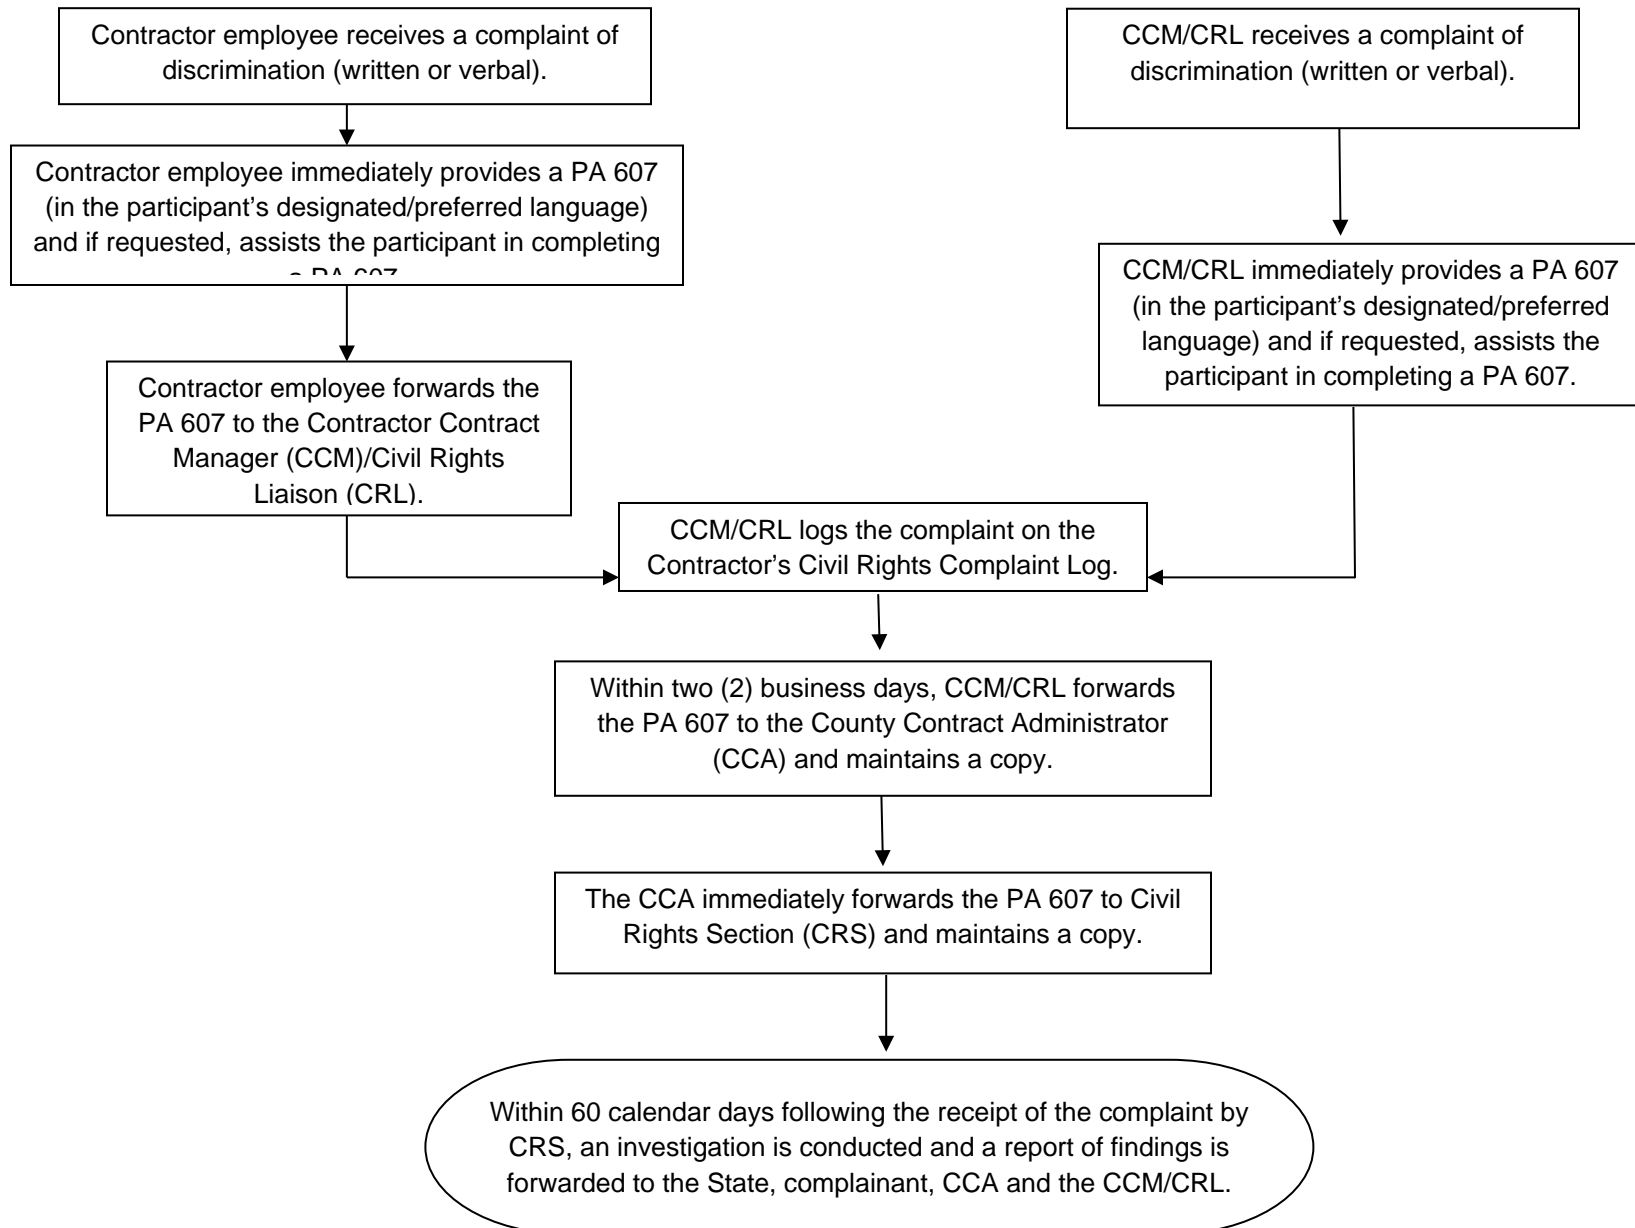 Contractor employee receives a complaint of
discrimination (written or verbal).
CCM/CRL receives a complaint of
discrimination (written or verbal).
Contractor employee immediately provides a PA 607
(in the participant’s designated/preferred language)
and if requested, assists the participant in completing
a PA 607
CCM/CRL immediately provides a PA 607
(in the participant’s designated/preferred
language) and if requested, assists the
participant in completing a PA 607.
Contractor employee forwards the
PA 607 to the Contractor Contract
Manager (CCM)/Civil Rights
Liaison (CRL).
CCM/CRL logs the complaint on the
Contractor’s Civil Rights Complaint Log.
Within two (2) business days, CCM/CRL forwards
the PA 607 to the County Contract Administrator
(CCA) and maintains a copy.
The CCA immediately forwards the PA 607 to Civil
Rights Section (CRS) and maintains a copy.
Within 60 calendar days following the receipt of the complaint by
CRS, an investigation is conducted and a report of findings is
forwarded to the State, complainant, CCA and the CCM/CRL.